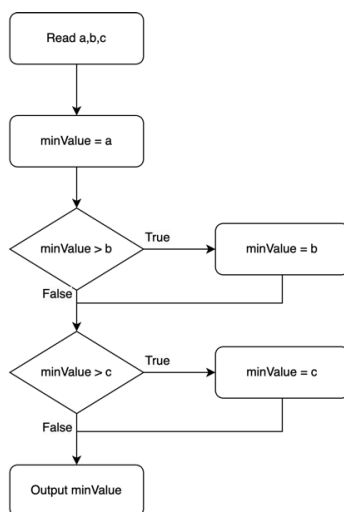 Read a,b,c
minValue = a
minValue > b
True
minValue = b
False
minValue > c
True
minValue = c
False
Output minValue